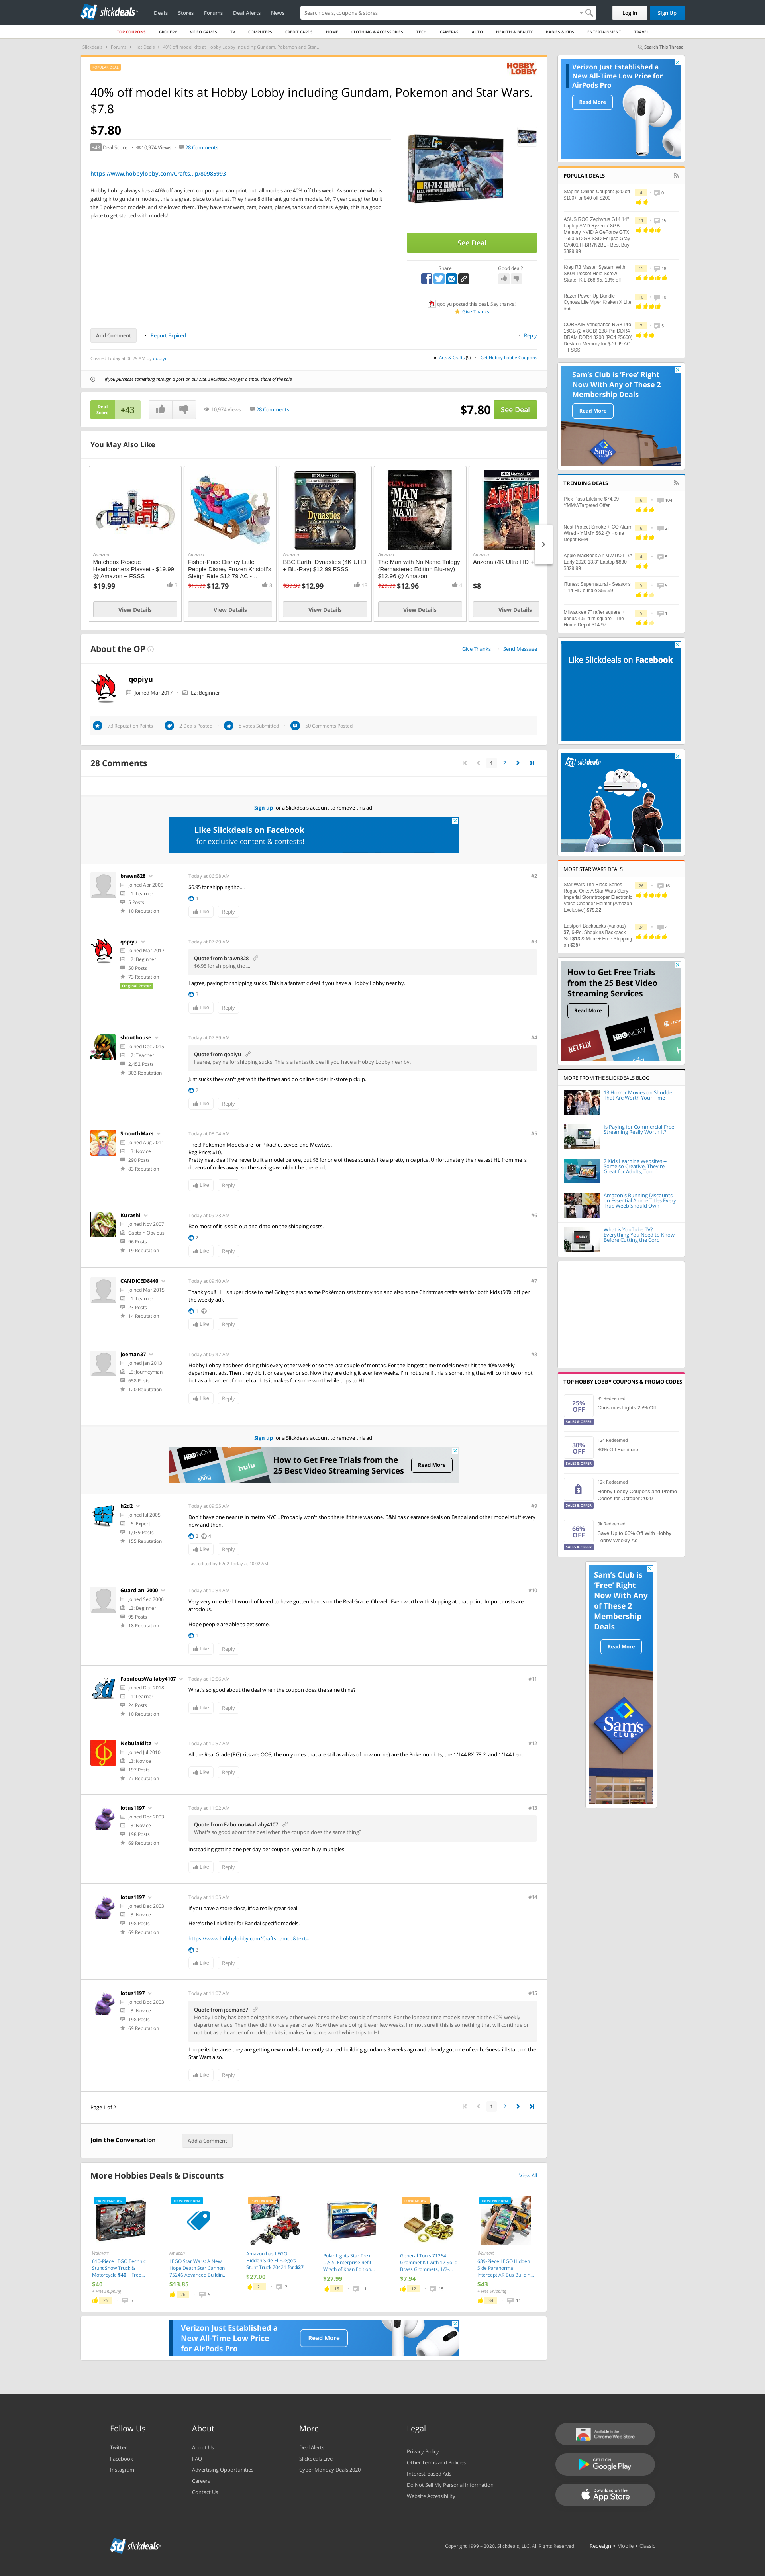 slickdeals
Deals Stores Forums Deal Alerts News
Search deals, coupons & stores
Log In Sign Up
TOP COUPONS GROCERY VIDEO GAMES TV COMPUTERS CREDIT CARDS HOME CLOTHING & ACCESSORIES TECH CAMERAS AUTO HEALTH & BEAUTY BABIES & KIDS ENTERTAINMENT TRAVEL
Slickdeals › Forums › Hot Deals › 40% off model kits at Hobby Lobby including Gundam, Pokemon and Star...
Search This Thread
HOBBY LOBBY
40% off model kits at Hobby Lobby including Gundam, Pokemon and Star Wars.
$7.8
$7.80
+43 Deal Score 10,974 Views 28 Comments
https://www.hobbylobby.com/Crafts...p/80985993
Hobby Lobby always has a 40% off any item coupon you can print but, all models are 40% off this week. As someone who is
getting into modeling kits, this is a great place to start at. They have 8 different gundam models. My 7 year daughter built
the 3 pokemon models, and she loved them. They have star wars, cars, boats, planes, tanks and others. Again, this is a good
place to get started with models!
RX-78-2 GUNDAM
See Deal
Share
Good deal?
qopiyu posted this deal. Say thanks!
Give Thanks
Add Comment Report Expired
Reply
Created Today at 06:29 AM by qopiyu
in Arts & Crafts (9) Get Hobby Lobby Coupons
If you purchase something through a post on our site, Slickdeals may get a small share of the sale.
Deal Score +43
10,974 Views 28 Comments
$7.80 See Deal
You May Also Like
Amazon
Matchbox Rescue
Headquarters Playset - $19.99
@ Amazon + FSSS
$19.99 3
View Details
Amazon
Fisher-Price Disney Little
People Disney Frozen Kristoff's
Sleigh Ride $12.79 AC -...
$17.99 $12.79
View Details
Amazon
BBC Earth: Dynasties (4K UHD
+ Blu-Ray) $12.99 FSSS
$39.99 $12.99
View Details
Amazon
The Man with No Name Trilogy
(Remastered Edition Blu-ray)
$12.96 @ Amazon
$29.99 $12.96
View Details
Amazon
Arizona (4K Ultra HD +
$8
View Details
About the OP
Give Thanks Send Message
qopiyu
Joined Mar 2017 L2: Beginner
73 Reputation Points 2 Deals Posted 8 Votes Submitted 50 Comments Posted
28 Comments
1 2
Sign up for a Slickdeals account to remove this ad.
Like Slickdeals on Facebook
for exclusive content & contests!
brawn828
Joined Apr 2005
L1: Learner
5 Posts
10 Reputation
Today at 06:58 AM
#2
$6.95 for shipping tho....
4
Like Reply
qopiyu
Joined Mar 2017
L2: Beginner
50 Posts
73 Reputation
Original Poster
Today at 07:29 AM
#3
Quote from brawn828
$6.95 for shipping tho....
I agree, paying for shipping sucks. This is a fantastic deal if you have a Hobby Lobby near by.
3
Like Reply
shouthouse
Joined Dec 2015
L7: Teacher
2,452 Posts
303 Reputation
Today at 07:59 AM
#4
Quote from qopiyu
I agree, paying for shipping sucks. This is a fantastic deal if you have a Hobby Lobby near by.
Just sucks they can't get with the times and do online order in-store pickup.
2
Like Reply
SmoothMars
Joined Aug 2011
L3: Novice
290 Posts
83 Reputation
Today at 08:04 AM
#5
The 3 Pokemon Models are for Pikachu, Eevee, and Mewtwo.
Reg Price: $10.
Pretty neat deal! I've never built a model before, but $6 for one of these sounds like a pretty nice price. Unfortunately the neatest HL from me is
dozens of miles away, so the savings wouldn't be there lol.
Like Reply
Kurashi
Joined Nov 2007
Captain Obvious
96 Posts
19 Reputation
Today at 09:23 AM
#6
Boo most of it is sold out and ditto on the shipping costs.
2
Like Reply
CANDICED8440
Joined Mar 2015
L1: Learner
23 Posts
14 Reputation
Today at 09:40 AM
#7
Thank you!! HL is super close to me! Going to grab some Pokémon sets for my son and also some Christmas crafts sets for both kids (50% off per
the weekly ad).
1 1
Like Reply
joeman37
Joined Jan 2013
L5: Journeyman
658 Posts
120 Reputation
Today at 09:47 AM
#8
Hobby Lobby has been doing this every other week or so the last couple of months. For the longest time models never hit the 40% weekly
department ads. Then they did it once a year or so. Now they are doing it ever few weeks. I'm not sure if this is something that will continue or not
but as a hoarder of model car kits it makes for some worthwhile trips to HL.
Like Reply
Sign up for a Slickdeals account to remove this ad.
How to Get Free Trials from the
25 Best Video Streaming Services
Read More
h2d2
Joined Jul 2005
L6: Expert
1,039 Posts
155 Reputation
Today at 09:55 AM
#9
Don't have one near us in metro NYC... Probably won't shop there if there was one. B&N has clearance deals on Bandai and other model stuff every
now and then.
2 4
Like Reply
Last edited by h2d2 Today at 10:02 AM
Guardian_2000
Joined Sep 2006
L2: Beginner
95 Posts
18 Reputation
Today at 10:34 AM
#10
Very very nice deal. I would of loved to have gotten hands on the Real Grade. Oh well. Even worth with shipping at that point. Import costs are
atrocious.
Hope people are able to get some.
1
Like Reply
FabulousWallaby4107
Joined Dec 2018
L1: Learner
24 Posts
10 Reputation
Today at 10:56 AM
#11
What's so good about the deal when the coupon does the same thing?
Like Reply
NebulaBlitz
Joined Jul 2010
L3: Novice
197 Posts
77 Reputation
Today at 10:57 AM
#12
All the Real Grade (RG) kits are OOS, the only ones that are still avail (as of now online) are the Pokemon kits, the 1/144 RX-78-2, and 1/144 Leo.
Like Reply
lotus1197
Joined Dec 2003
L3: Novice
198 Posts
69 Reputation
Today at 11:02 AM
#13
Quote from FabulousWallaby4107
What's so good about the deal when the coupon does the same thing?
Insteading getting one per day per coupon, you can buy multiples.
Like Reply
lotus1197
Joined Dec 2003
L3: Novice
198 Posts
69 Reputation
Today at 11:05 AM
#14
If you have a store close, it's a really great deal.
Here's the link/filter for Bandai specific models.
https://www.hobbylobby.com/Crafts...amco&text=
3
Like Reply
lotus1197
Joined Dec 2003
L3: Novice
198 Posts
69 Reputation
Today at 11:07 AM
#15
Quote from joeman37
Hobby Lobby has been doing this every other week or so the last couple of months. For the longest time models never hit the 40% weekly
department ads. Then they did it once a year or so. Now they are doing it ever few weeks. I'm not sure if this is something that will continue or
not but as a hoarder of model car kits it makes for some worthwhile trips to HL.
I hope its because they are getting new models. I recently started building gundams 3 weeks ago and already got one of each. Guess, i'll start on the
Star Wars also.
Like Reply
Page 1 of 2
1 2
Join the Conversation
Add a Comment
More Hobbies Deals & Discounts
View All
Walmart
610-Piece LEGO Technic
Stunt Show Truck &
Motorcycle $40 + Free...
$40
+ Free Shipping
26 5
Amazon
LEGO Star Wars: A New
Hope Death Star Cannon
75246 Advanced Buildin...
$13.85
26
Amazon has LEGO
Hidden Side El Fuego's
Stunt Truck 70421 for $27
$27.00
21 2
Polar Lights Star Trek
U.S.S. Enterprise Refit
Wrath of Khan Edition...
$27.99
15 11
General Tools 71264
Grommet Kit with 12 Solid
Brass Grommets, 1/2-...
$7.94
12 10
Walmart
689-Piece LEGO Hidden
Side Paranormal
Intercept AR Bus Buildin...
$43
+ Free Shipping
34 11
Verizon Just Established a
New All-Time Low Price
for AirPods Pro
Read More
Verizon Just Established a
New All-Time Low Price for
AirPods Pro
Read More
POPULAR DEALS
Staples Online Coupon: $20 off
$100+ or $40 off $200+
4 0
ASUS ROG Zephyrus G14 14"
Laptop AMD Ryzen 7 8GB
Memory NVIDIA GeForce GTX
1650 512GB SSD Eclipse Gray
GA401IH-BR7N2BL - Best Buy
$899.99
11 15
Kreg R3 Master System With
SK04 Pocket Hole Screw
Starter Kit, $68.95, 13% off
10 18
Razer Power Up Bundle –
Cynosa Lite Viper Kraken X Lite
$69
10 10
CORSAIR Vengeance RGB Pro
16GB (2 x 8GB) 288-Pin DDR4
DRAM DDR4 3200 (PC4 25600)
Desktop Memory for $76.99 AC
+ FSSS
7 5
Sam's Club is 'Free' Right
Now With Any of These 2
Membership Deals
Read More
Sam's CLUB
TRENDING DEALS
Plex Pass Lifetime $74.99
YMMV/Targeted Offer
6 104
Nest Protect Smoke + CO Alarm
Wired - YMMY $62 @ Home
Depot B&M
6 21
Apple MacBook Air MWTK2LL/A
Early 2020 13.3" Laptop $830
$829.99
4 5
iTunes: Supernatural - Seasons
1-14 HD bundle $59.99
5 9
Milwaukee 7" rafter square +
bonus 4.5" trim square - The
Home Depot $14.97
5 1
Like Slickdeals on Facebook
slickdeals
MORE STAR WARS DEALS
Star Wars The Black Series
Rogue One: A Star Wars Story
Imperial Stormtrooper Electronic
Voice Changer Helmet (Amazon
Exclusive) $79.32
26 16
Eastport Backpacks (various)
$7, 6-Pc. Shopkins Backpack
Set $13 & More + Free Shipping
on $35+
24 4
How to Get Free Trials
from the 25 Best Video
Streaming Services
Read More
NETFLIX HBO NOW
MORE FROM THE SLICKDEALS BLOG
13 Horror Movies on Shudder
That Are Worth Your Time
Is Paying for Commercial-Free
Streaming Really Worth It?
7 Kids Learning Websites –
Some so Creative, They're
Great for Adults, Too
Amazon's Running Discounts
on Essential Anime Titles Every
True Weeb Should Own
What is YouTube TV?
Everything You Need to Know
Before Cutting the Cord
TOP HOBBY LOBBY COUPONS & PROMO CODES
25% OFF
SALES & OFFER
35 Redeemed
Christmas Lights 25% Off
30% OFF
SALES & OFFER
124 Redeemed
30% Off Furniture
SALES & OFFER
126 Redeemed
Hobby Lobby Coupons and Promo
Codes for October 2020
66% OFF
SALES & OFFER
9k Redeemed
Save Up to 66% Off With Hobby
Lobby Weekly Ad
Sam's Club is
'Free' Right
Now With Any
of These 2
Membership
Deals
Read More
Sam's CLUB
Follow Us
Twitter
Facebook
Instagram
About
About Us
FAQ
Advertising Opportunities
Careers
Contact Us
More
Deal Alerts
Slickdeals Live
Cyber Monday Deals 2020
Legal
Privacy Policy
Other Terms and Policies
Interest-Based Ads
Do Not Sell My Personal Information
Website Accessibility
Available in the
Chrome Web Store
GET IT ON
Google Play
Download on the
App Store
slickdeals
Copyright 1999 - 2020. Slickdeals, LLC. All Rights Reserved.
Redesign • Mobile • Classic